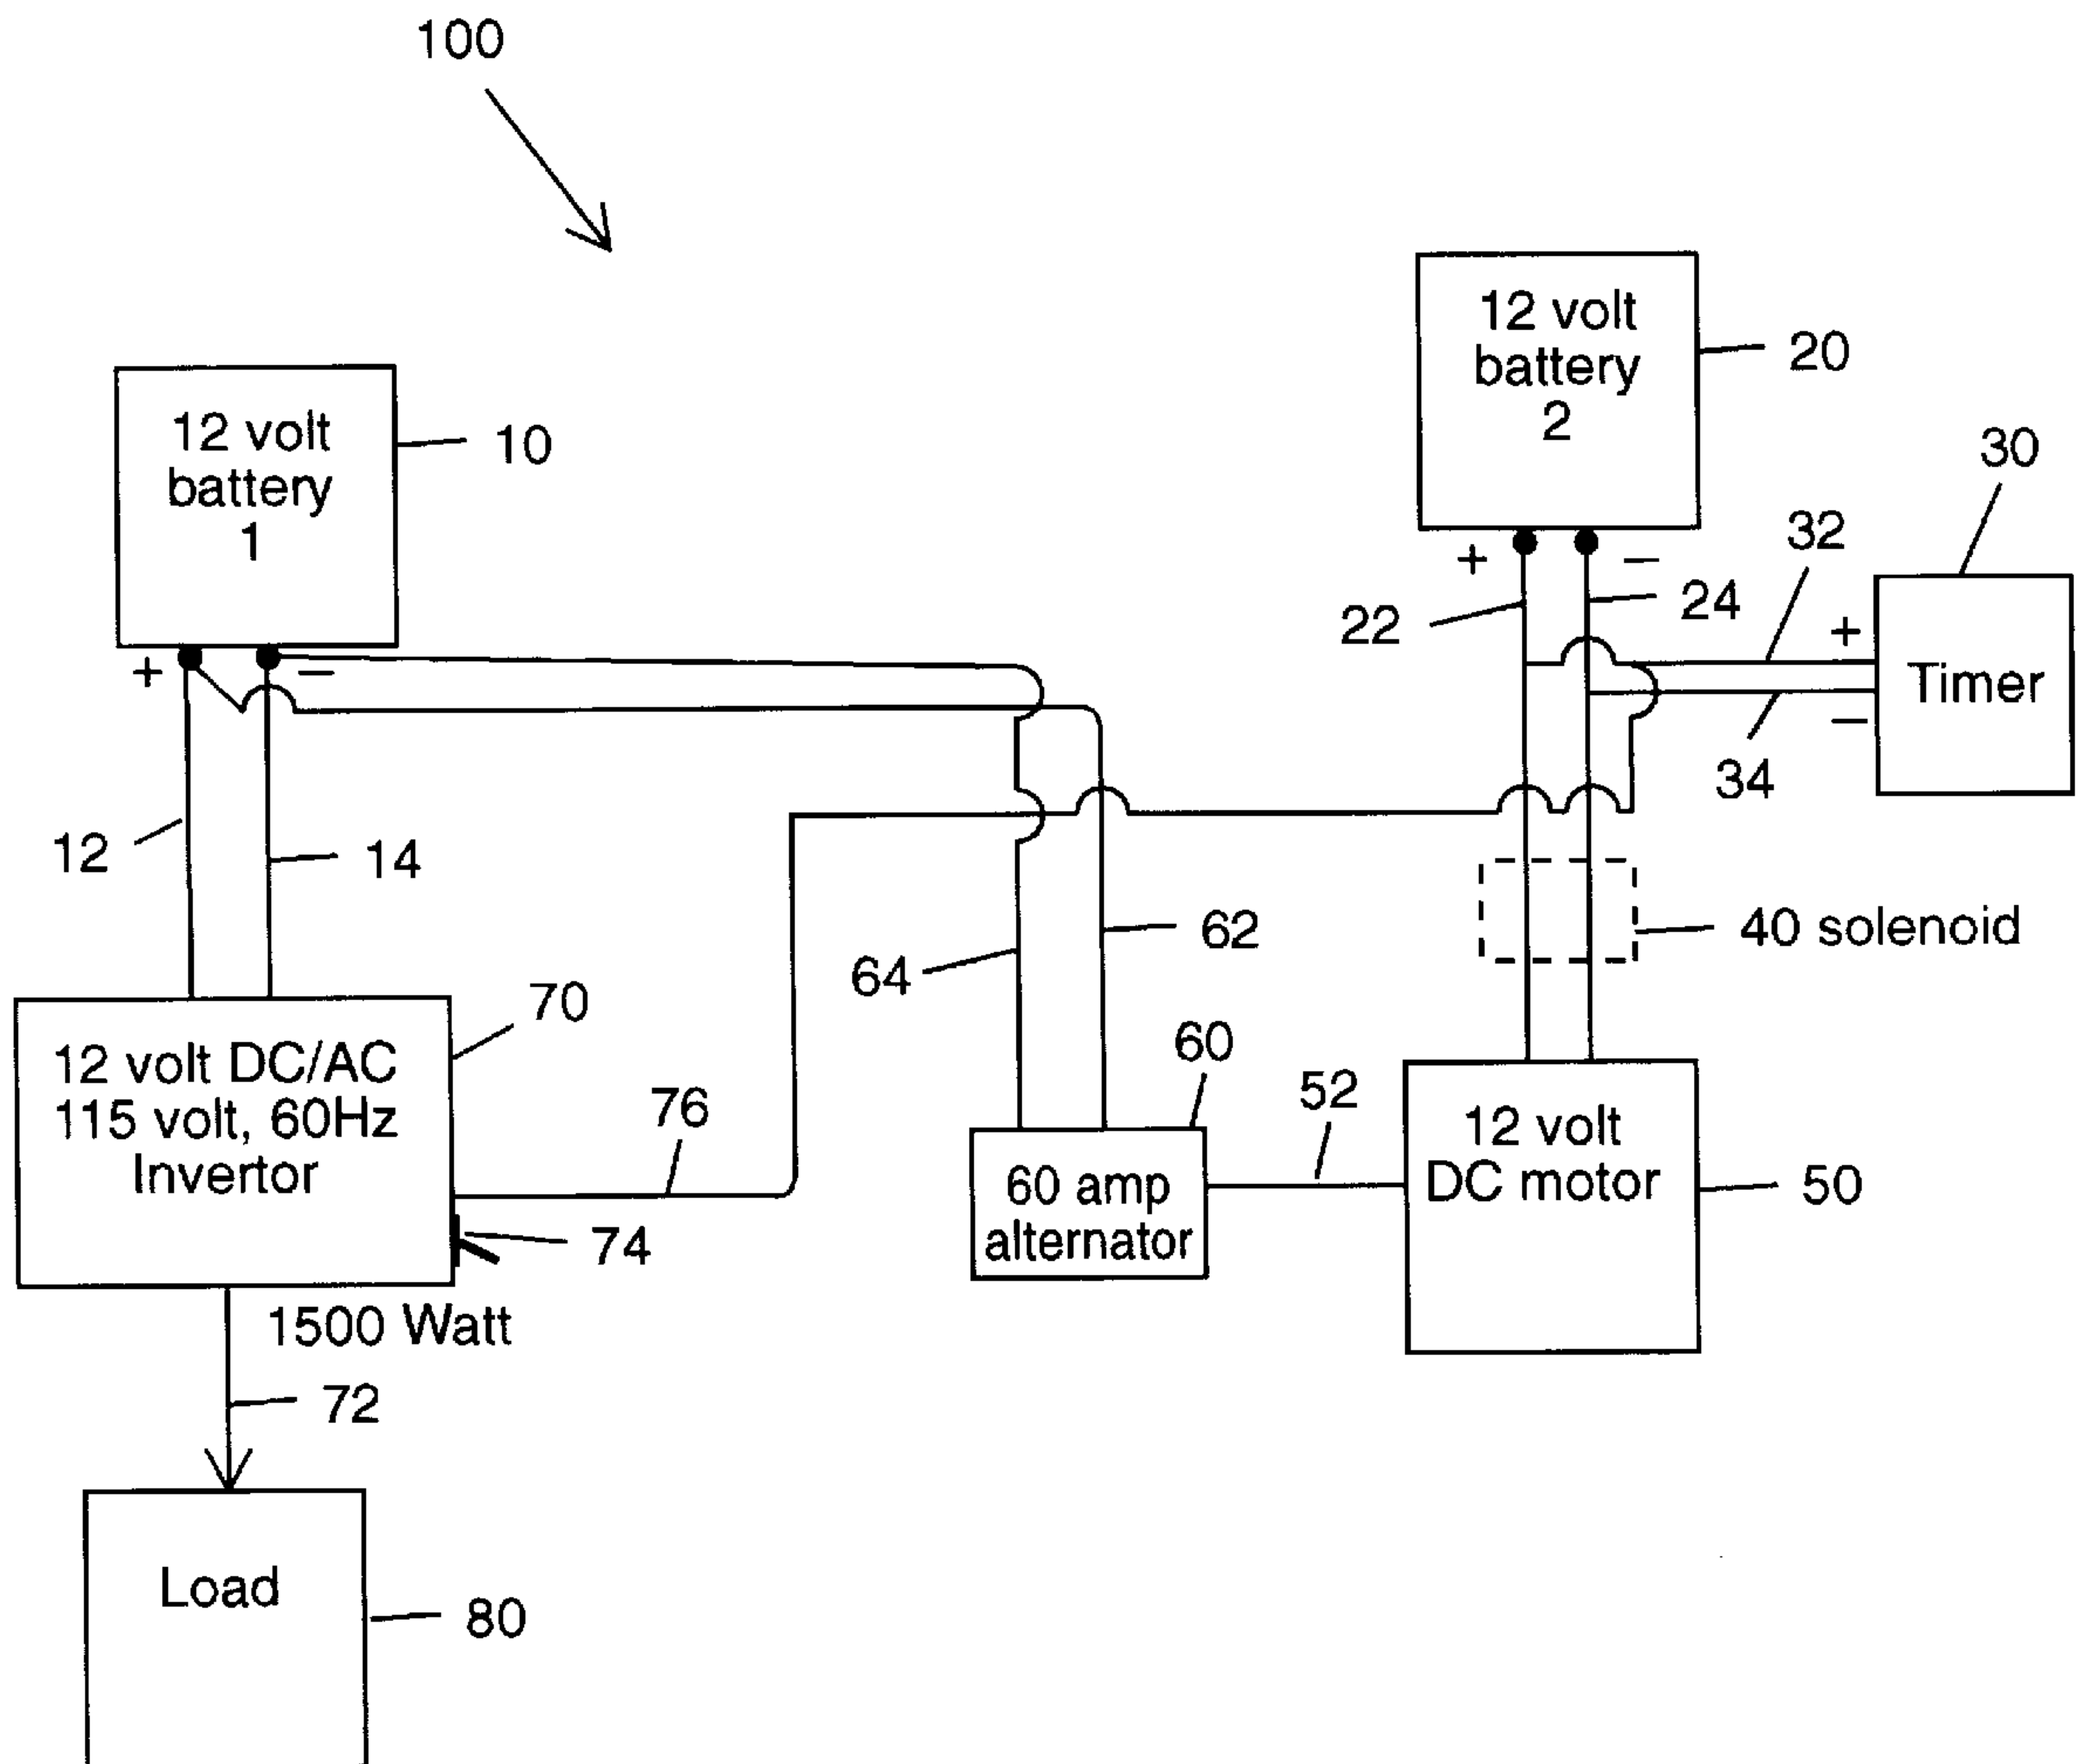 100
12 volt
battery
2
20
12 volt
battery
1
10
30
32
+
−
22
24
+
Timer
−
34
+
−
12
14
62
64
40 solenoid
70
12 volt DC/AC
115 volt, 60Hz
Invertor
76
74
60
52
60 amp
alternator
12 volt
DC motor
50
1500 Watt
72
Load
80